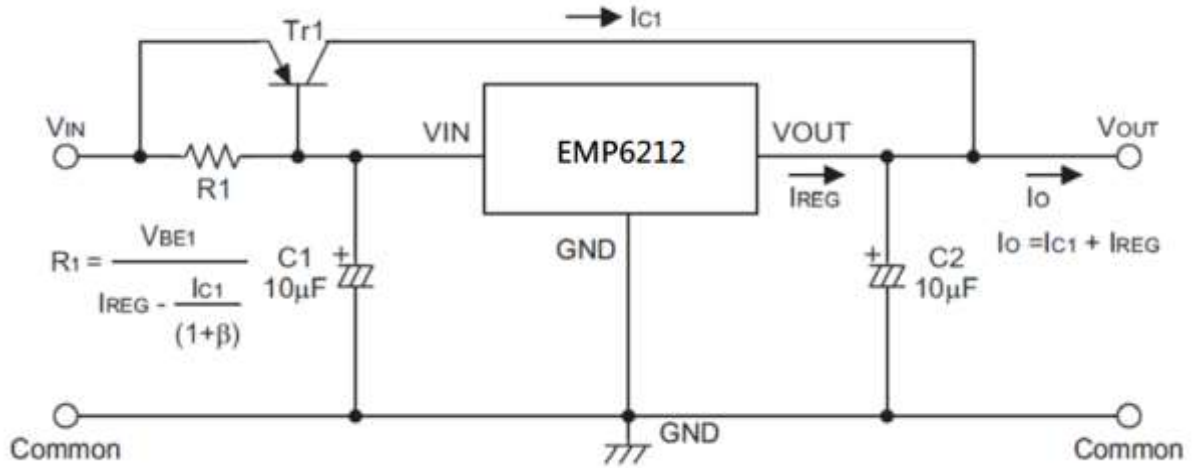 IC1
Tr1
VIN
VIN
EMP6212
VOUT
VOUT
R1
IREG
IO
IO =IC1 + IREG
R1 = VBE1
IREG - IC1
(1+β)
C1
10μF
GND
C2
10μF
GND
Common
Common